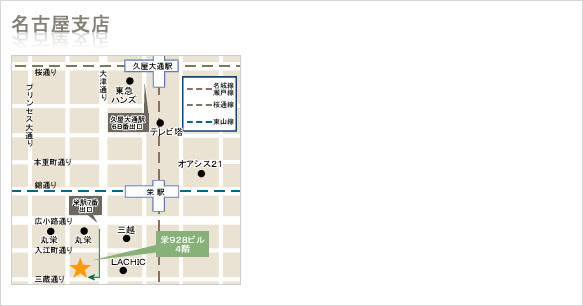 名古屋支店
久屋大通駅
桜通り
大津通り
東急
ハンズ
プリンセス大通り
名城線
瀬戸線
桜通線
東山線
久屋大通駅
6B番出口
テレビ塔
本重町通り
オアシス21
錦通り
栄 駅
栄駅7番
出口
広小路通り
丸栄
丸栄
三越
栄928ビル
4階
入江町通り
LACHIC
三蔵通り